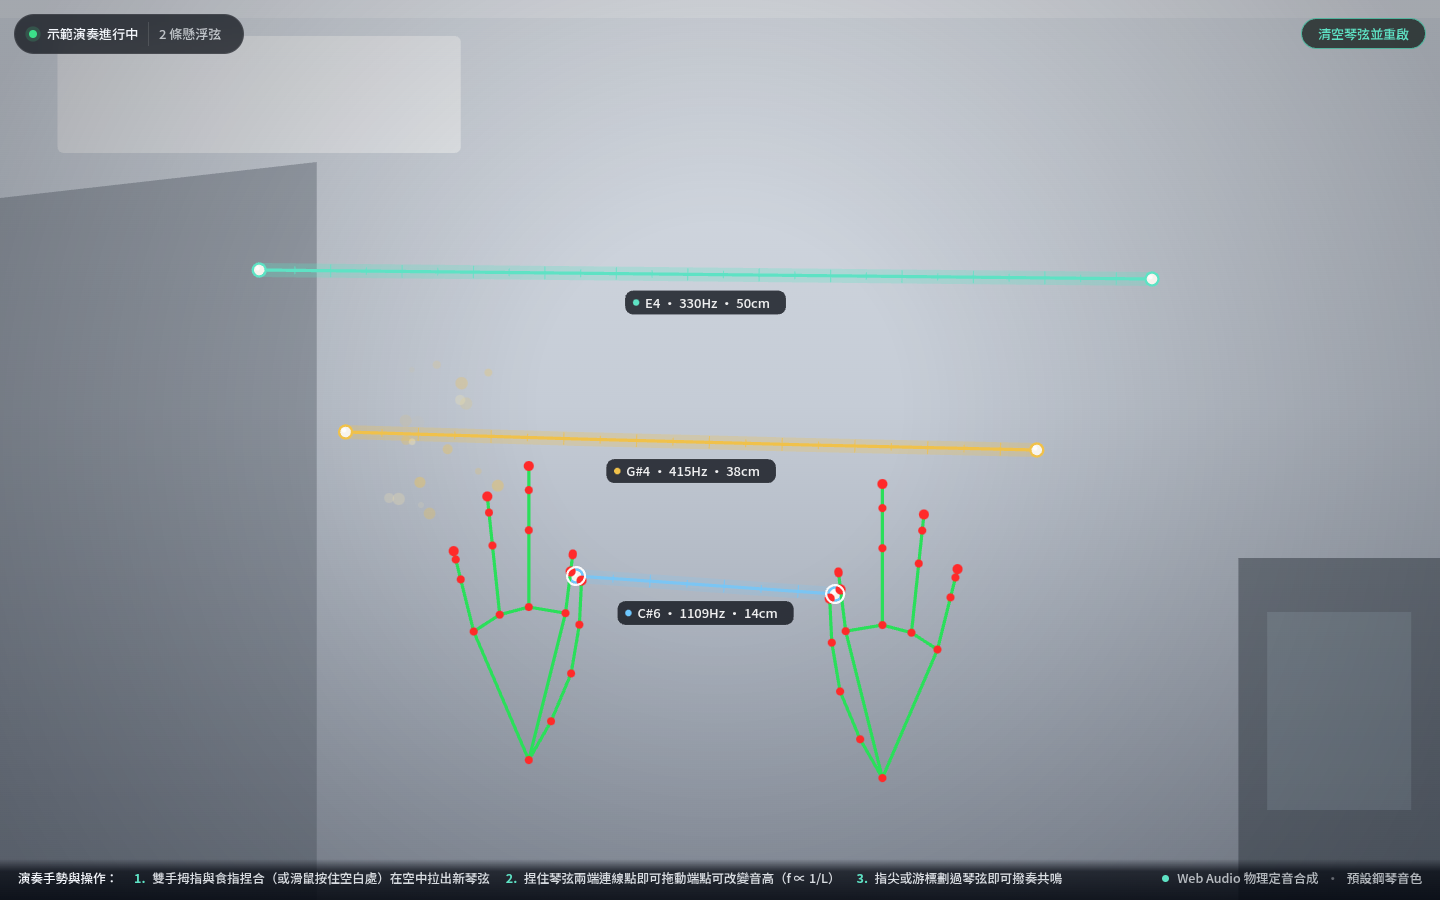 示範演奏進行中 2 條懸浮弦
清空琴弦並重啟
E4 • 330Hz • 50cm
G#4 • 415Hz • 38cm
C#6 • 1109Hz • 14cm
演奏手勢與操作： 1. 雙手拇指與食指捏合（或滑鼠按住空白處）在空中拉出新琴弦 2. 捏住琴弦兩端連線點即可拖動端點可改變音高（f ∝ 1/L） 3. 指尖或游標劃過琴弦即可撥奏共鳴
Web Audio 物理定音合成 • 預設鋼琴音色